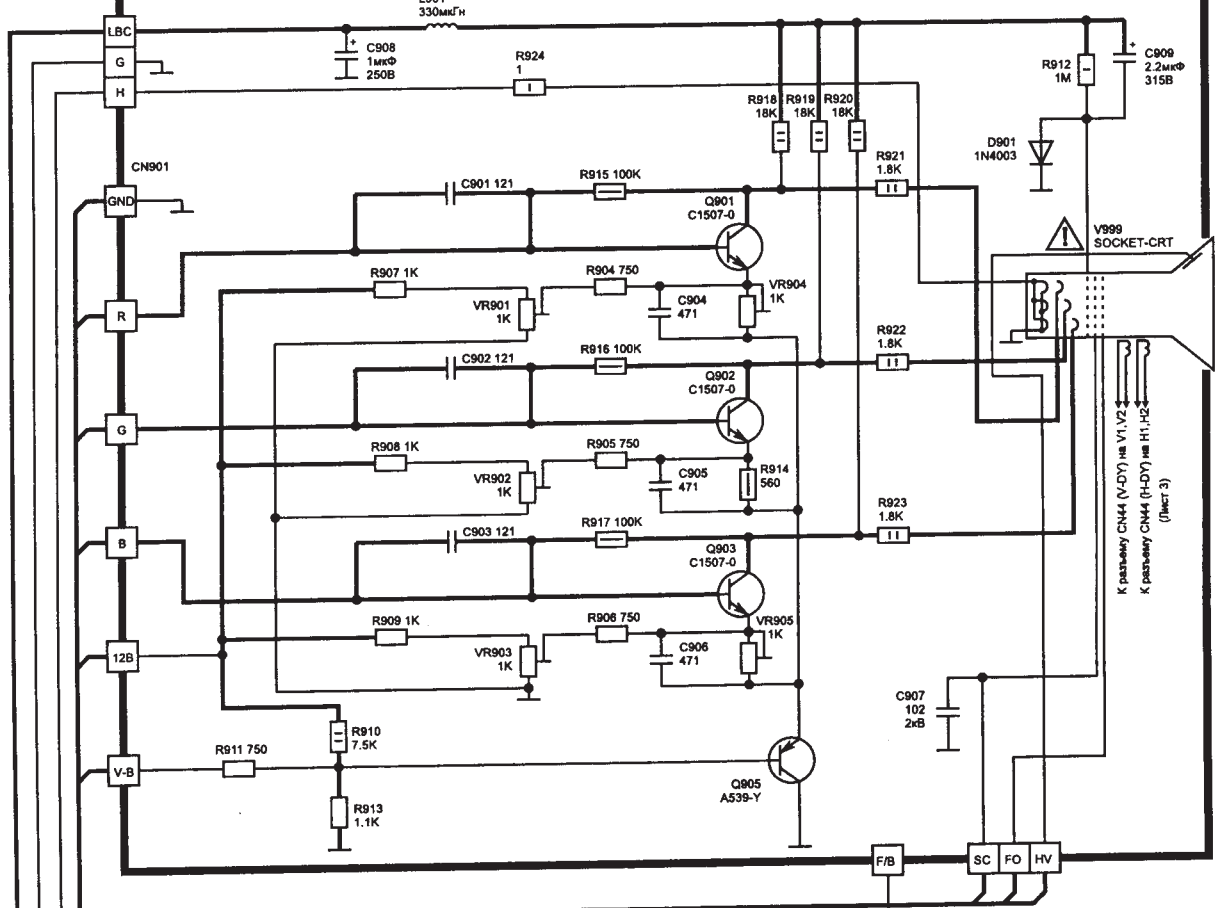 330мкГн
LBC
G
H
+
C908
1мкФ
250В
R924
1
R918
18K
R919
18K
R920
18K
R912
1M
+
C909
2.2мкФ
315В
D901
1N4003
CN901
GND
C901 121
R915 100K
Q901
C1507-0
R921
1.8K
V999
SOCKET-CRT
R907 1K
VR901
1K
R904 750
C904
471
VR904
1K
R
C902 121
R916 100K
Q902
C1507-0
R922
1.8K
G
R908 1K
VR902
1K
R905 750
C905
471
R914
560
К разъему CN44 (V-DY) на V1,V2
К разъему CN44 (H-DY) на H1,H2
(Лист 3)
B
C903 121
R917 100K
Q903
C1507-0
R923
1.8K
R909 1K
VR903
1K
R906 750
C906
471
VR905
1K
12B
C907
102
2кВ
R910
7.5K
V-B
R911 750
R913
1.1K
Q905
A539-Y
F/B
SC
FO
HV